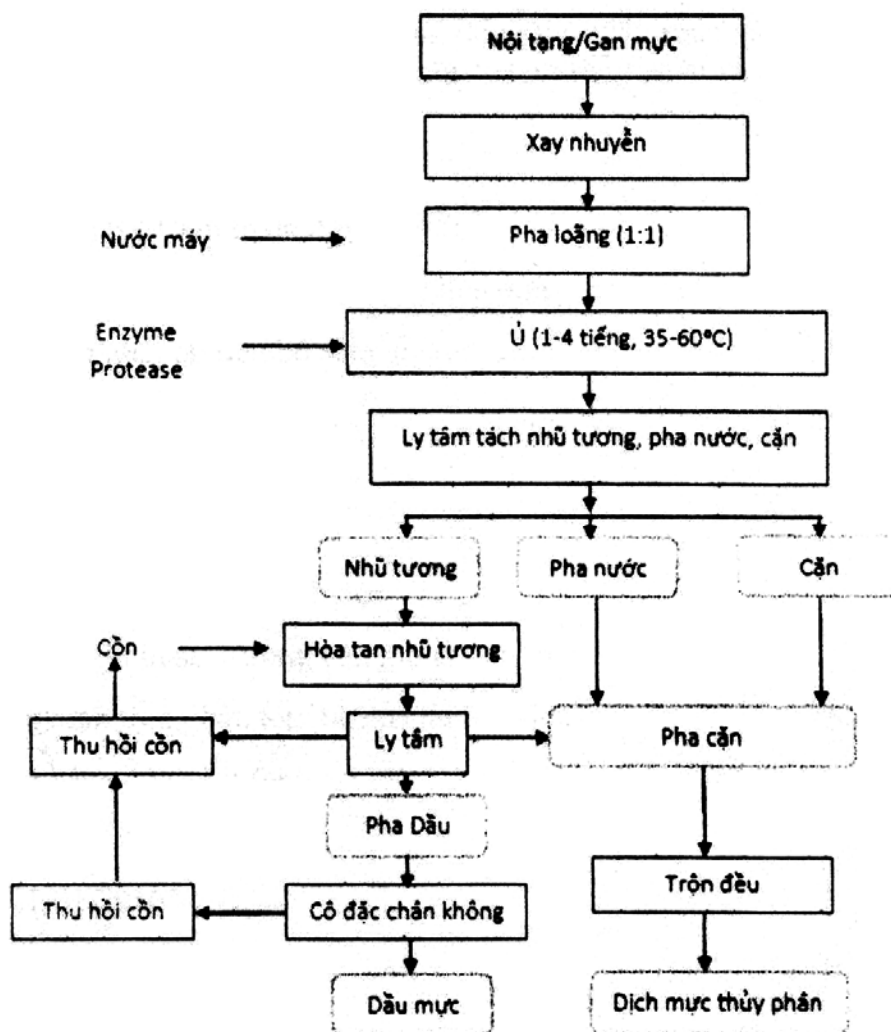 Nội tạng/Gan mực
Xay nhuyễn
Nước máy
Pha loãng (1:1)
Enzyme
Protease
Ủ (1-4 tiếng, 35-60°C)
Ly tâm tách nhũ tương, pha nước, cặn
Nhũ tương
Pha nước
Cặn
Cồn
Hòa tan nhũ tương
Thu hồi cồn
Ly tâm
Pha cặn
Pha Dầu
Trộn đều
Thu hồi cồn
Cô đặc chân không
Dầu mực
Dịch mực thủy phân